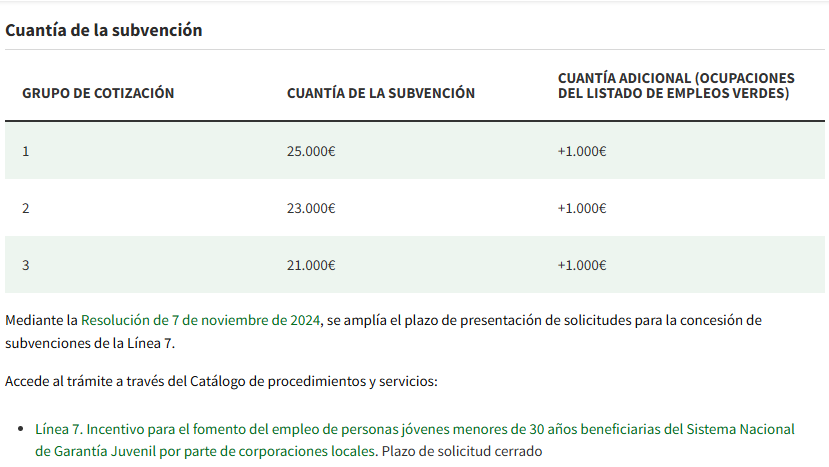 Cuantía de la subvención
GRUPO DE COTIZACIÓN CUANTÍA DE LA SUBVENCIÓN CUANTÍA ADICIONAL (OCUPACIONES
DEL LISTADO DE EMPLEOS VERDES)
1 25.000€ +1.000€
2 23.000€ +1.000€
3 21.000€ +1.000€
Mediante la Resolución de 7 de noviembre de 2024, se amplía el plazo de presentación de solicitudes para la concesión de
subvenciones de la Línea 7.
Accede al trámite a través del Catálogo de procedimientos y servicios:
• Línea 7. Incentivo para el fomento del empleo de personas jóvenes menores de 30 años beneficiarias del Sistema Nacional
de Garantía Juvenil por parte de corporaciones locales. Plazo de solicitud cerrado